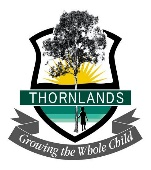 THORNLANDS
Growing the Whole Child